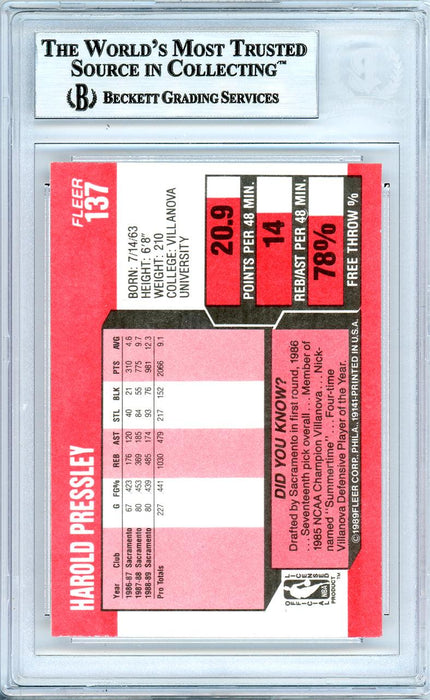 THE WORLD'S MOST TRUSTED
SOURCE IN COLLECTING™
B BECKETT GRADING SERVICES
FLEER
137
HAROLD PRESSLEY
BORN: 7/14/63
HEIGHT: 6'8"
WEIGHT: 210
COLLEGE: VILLANOVA
UNIVERSITY
20.9
POINTS PER 48 MIN.
14
REB/AST PER 48 MIN.
78%
FREE THROW %
Year Club G FG% REB AST STL BLK PTS AVG
1986-87 Sacramento 67 423 176 120 40 21 310 4.6
1987-88 Sacramento 80 453 369 185 84 55 775 9.7
1988-89 Sacramento 80 439 485 174 93 76 981 12.3
Pro Totals 227 441 1030 479 217 152 2066 9.1
DID YOU KNOW?
Drafted by Sacramento in first round, 1986
...Seventeenth pick overall...Member of
1985 NCAA Champion Villanova...Nick-
named "Summertime"...Four-time
Villanova Defensive Player of the Year.
©1989FLEER CORP., PHILA., 19141-PRINTED IN U.S.A.
OFFICIAL
LICENSED
NBA
PRODUCT™